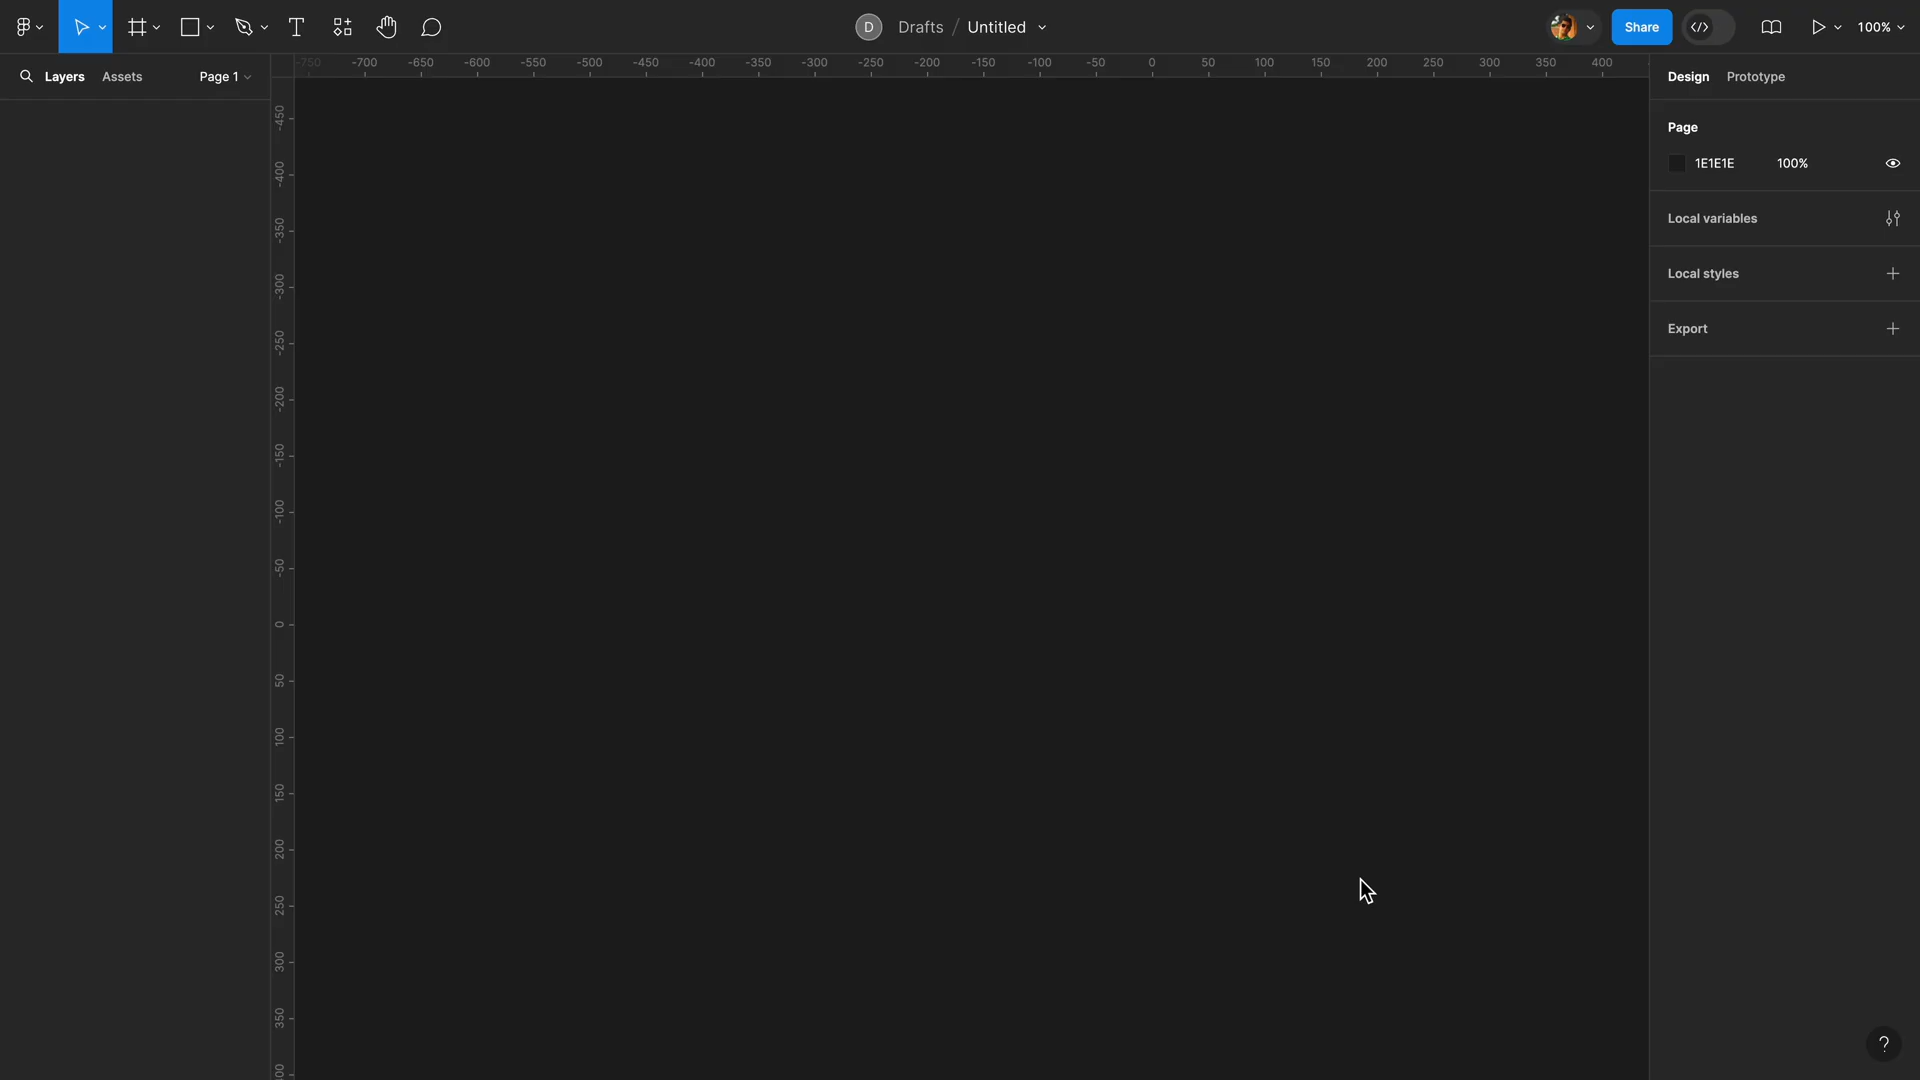 D Drafts / Untitled
Share
100%
Layers Assets Page 1
-750 -700 -650 -600 -550 -500 -450 -400 -350 -300 -250 -200 -150 -100 -50 0 50 100 150 200 250 300 350 400
Design Prototype
-450
-400
-350
-300
-250
-200
-150
-100
-50
0
50
100
150
200
250
300
350
Page
1E1E1E 100%
Local variables
Local styles
Export
?